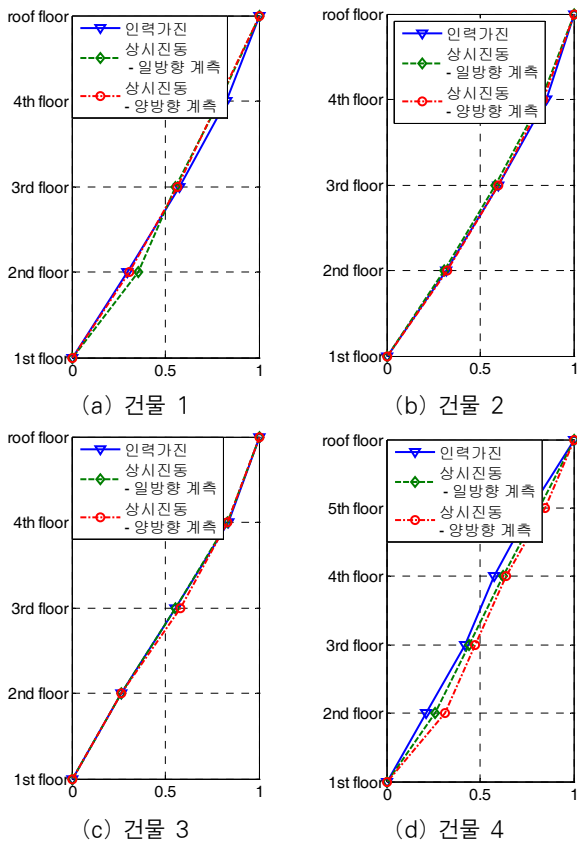 roof floor
4th floor
3rd floor
2nd floor
1st floor
0
0.5
1
인력가진
상시진동
- 일방향 계측
상시진동
- 양방향 계측
(a) 건물 1
roof floor
4th floor
3rd floor
2nd floor
1st floor
0
0.5
1
인력가진
상시진동
- 일방향 계측
상시진동
- 양방향 계측
(b) 건물 2
roof floor
4th floor
3rd floor
2nd floor
1st floor
0
0.5
1
인력가진
상시진동
- 일방향 계측
상시진동
- 양방향 계측
(c) 건물 3
roof floor
5th floor
4th floor
3rd floor
2nd floor
1st floor
0
0.5
1
인력가진
상시진동
- 일방향 계측
상시진동
- 양방향 계측
(d) 건물 4